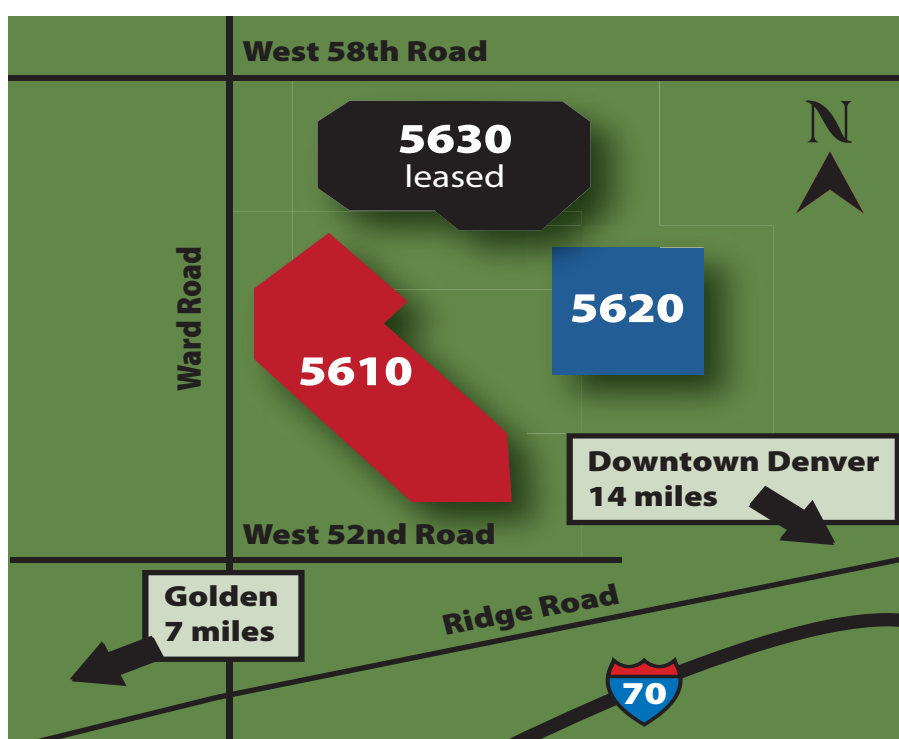 West 58th Road
N
5630
leased
Ward Road
5620
5610
Downtown Denver
14 miles
West 52nd Road
Golden
7 miles
Ridge Road
70